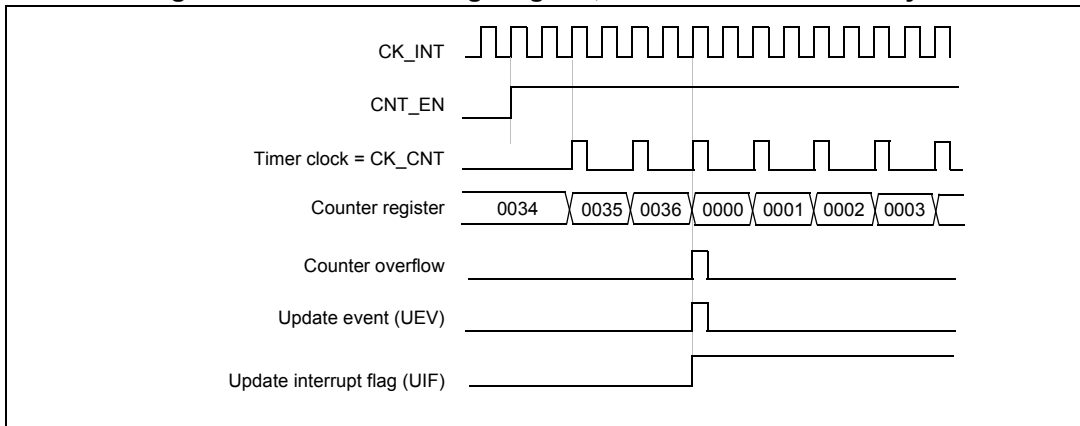 CK_INT
CNT_EN
Timer clock = CK_CNT
Counter register 0034 0035 0036 0000 0001 0002 0003
Counter overflow
Update event (UEV)
Update interrupt flag (UIF)